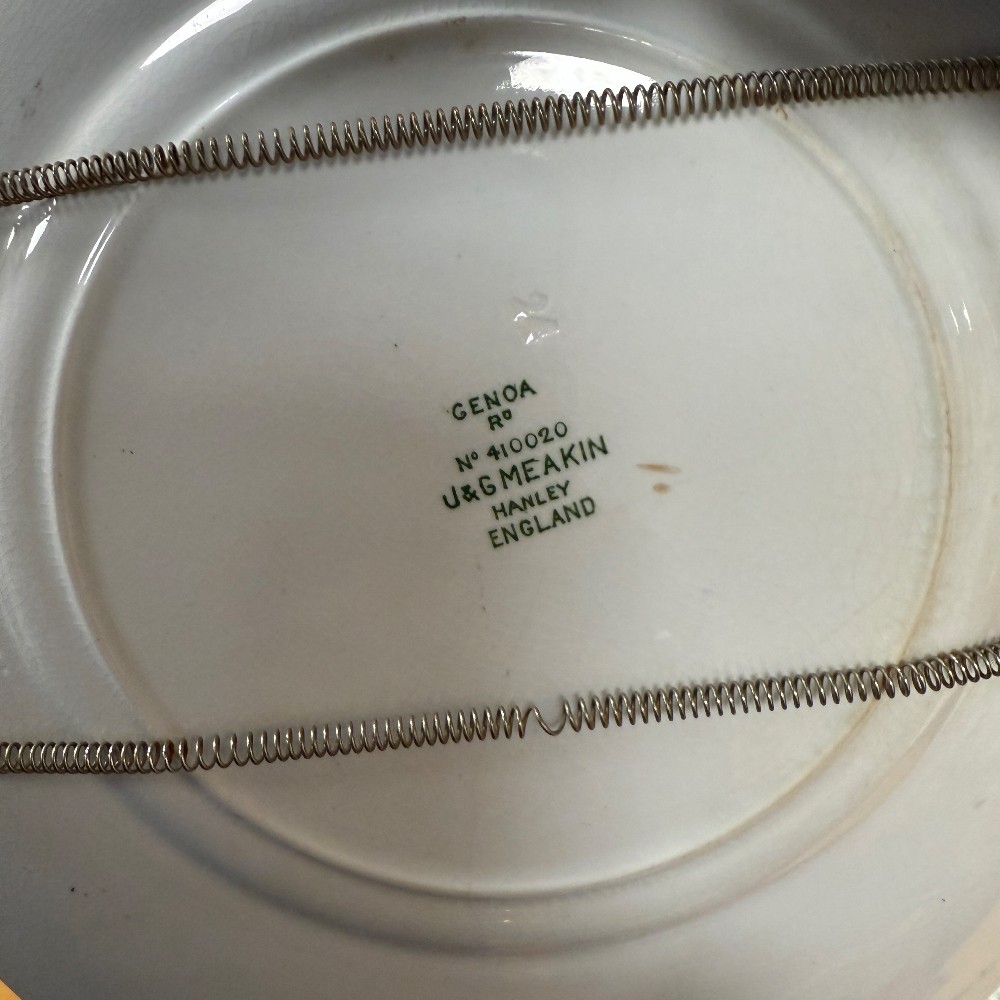 GENOA
Rᴰ
Nº 410020
J&G MEAKIN
HANLEY
ENGLAND